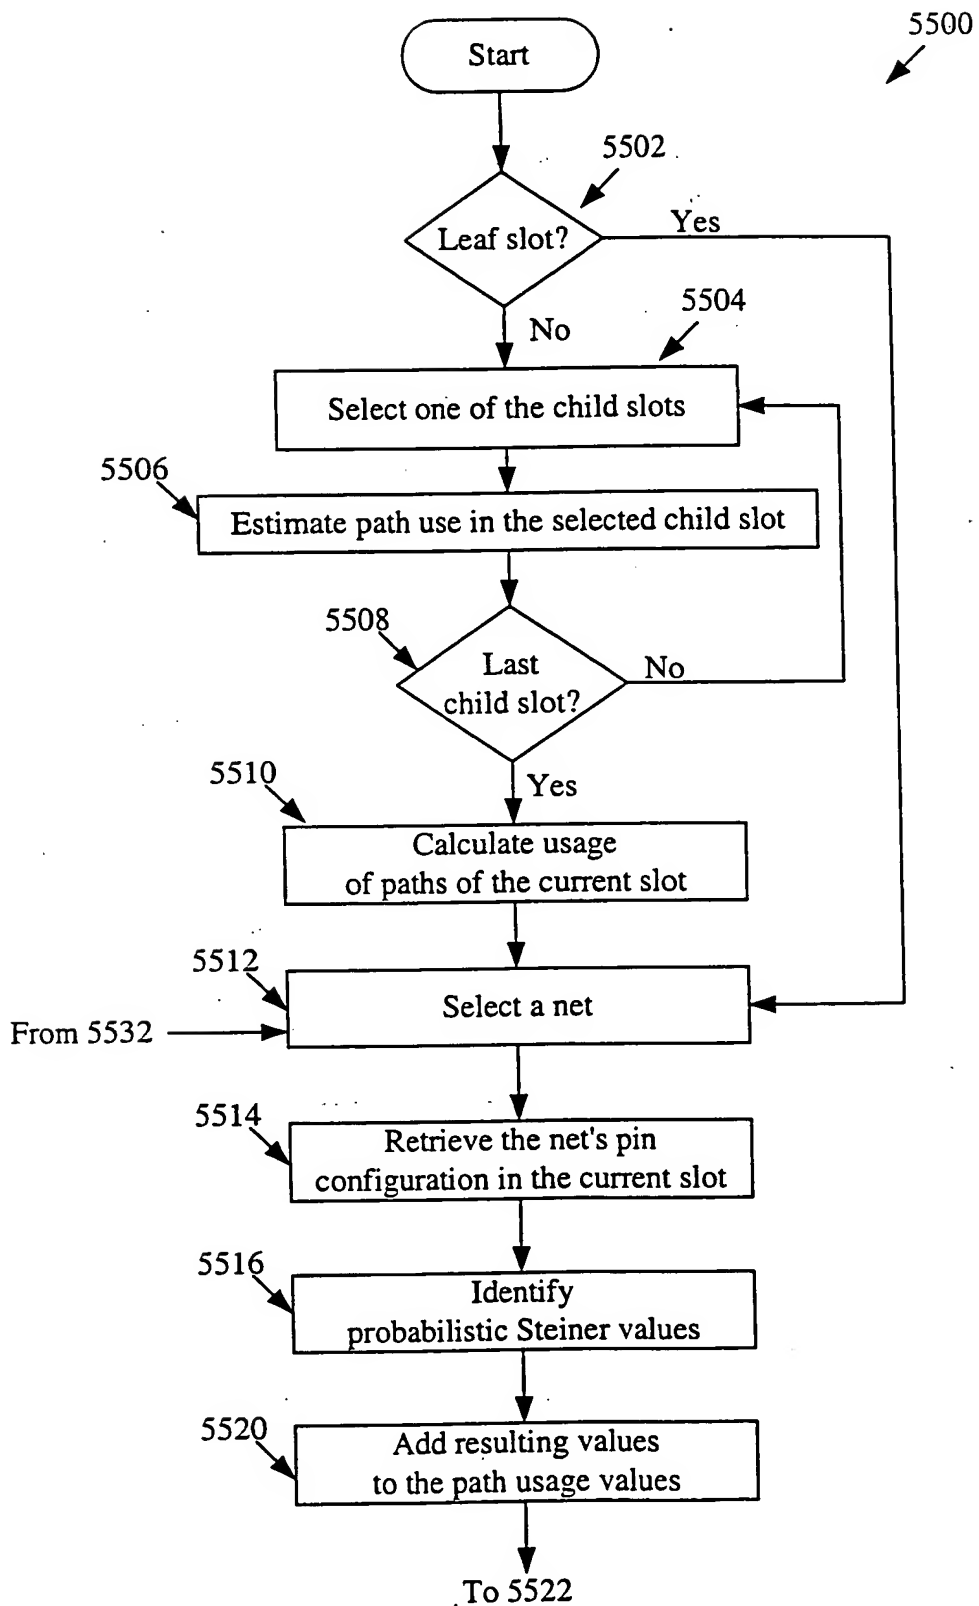 5500
Start
5502
Leaf slot?
Yes
No
5504
Select one of the child slots
5506
Estimate path use in the selected child slot
5508
Last
child slot?
No
Yes
5510
Calculate usage
of paths of the current slot
5512
Select a net
From 5532
5514
Retrieve the net's pin
configuration in the current slot
5516
Identify
probabilistic Steiner values
5520
Add resulting values
to the path usage values
To 5522